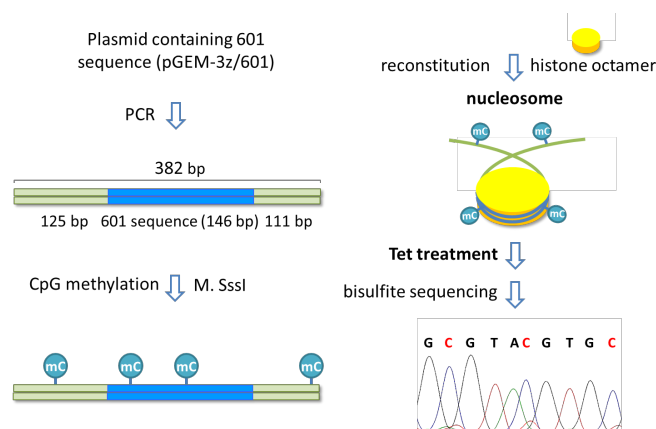 Plasmid containing 601
sequence (pGEM-3z/601)
PCR
382 bp
125 bp 601 sequence (146 bp) 111 bp
CpG methylation M. SssI
mC mC mC mC
reconstitution histone octamer
nucleosome
mC mC
mC mC
Tet treatment
bisulfite sequencing
G C G T A C G T G C